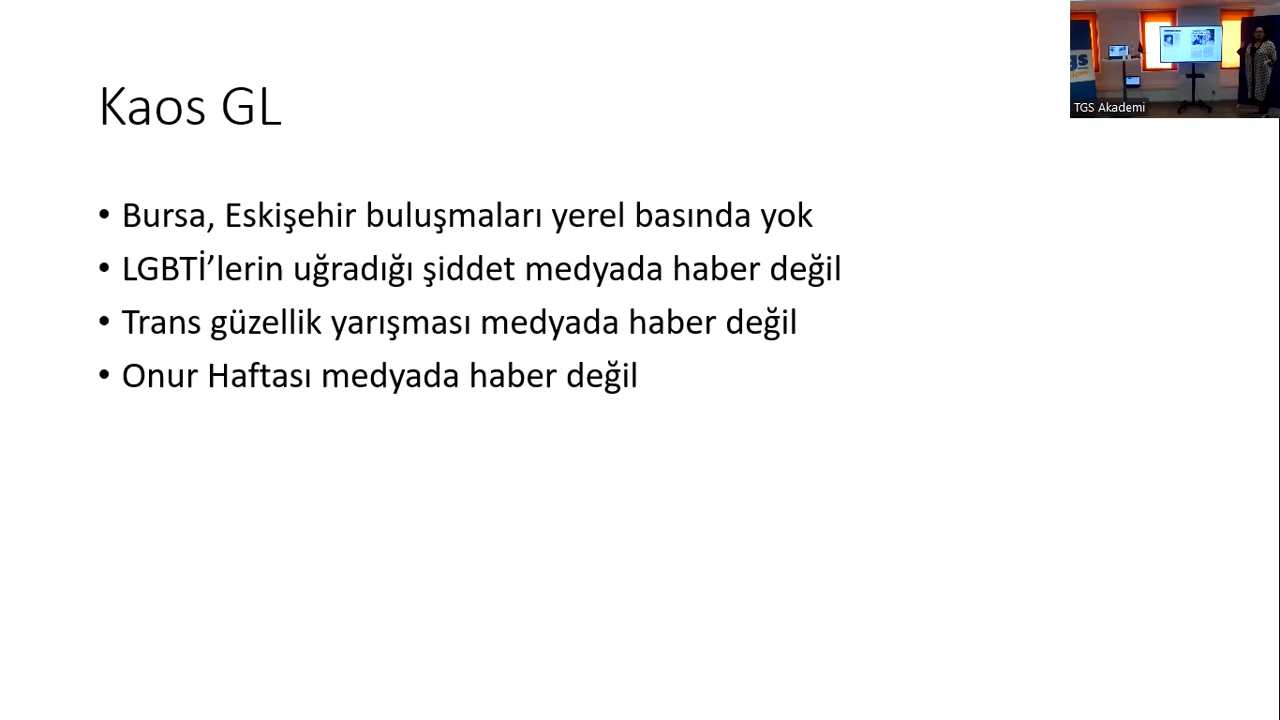 Kaos GL
• Bursa, Eskişehir buluşmaları yerel basında yok
• LGBTİ’lerin uğradığı şiddet medyada haber değil
• Trans güzellik yarışması medyada haber değil
• Onur Haftası medyada haber değil
TGS Akademi